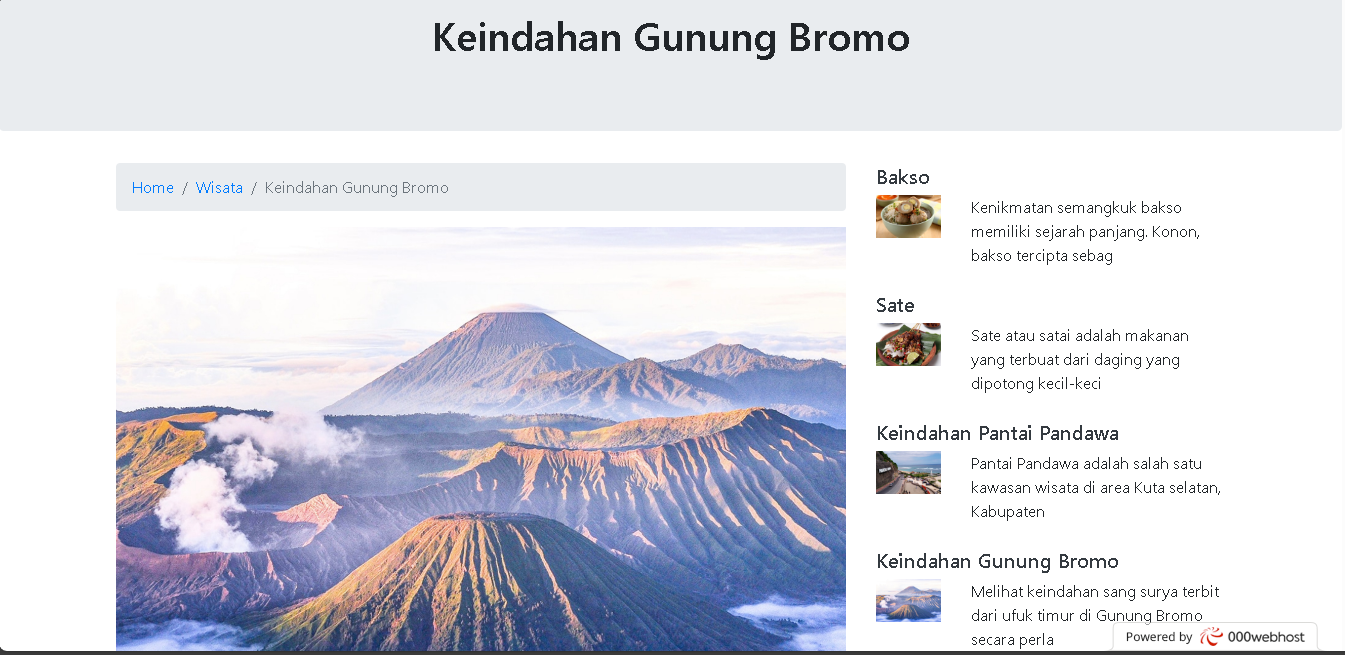 Keindahan Gunung Bromo
Home / Wisata / Keindahan Gunung Bromo
Bakso
Kenikmatan semangkuk bakso
memiliki sejarah panjang. Konon,
bakso tercipta sebag
Sate
Sate atau satai adalah makanan
yang terbuat dari daging yang
dipotong kecil-keci
Keindahan Pantai Pandawa
Pantai Pandawa adalah salah satu
kawasan wisata di area Kuta selatan,
Kabupaten
Keindahan Gunung Bromo
Melihat keindahan sang surya terbit
dari ufuk timur di Gunung Bromo
secara perla
Powered by 000webhost